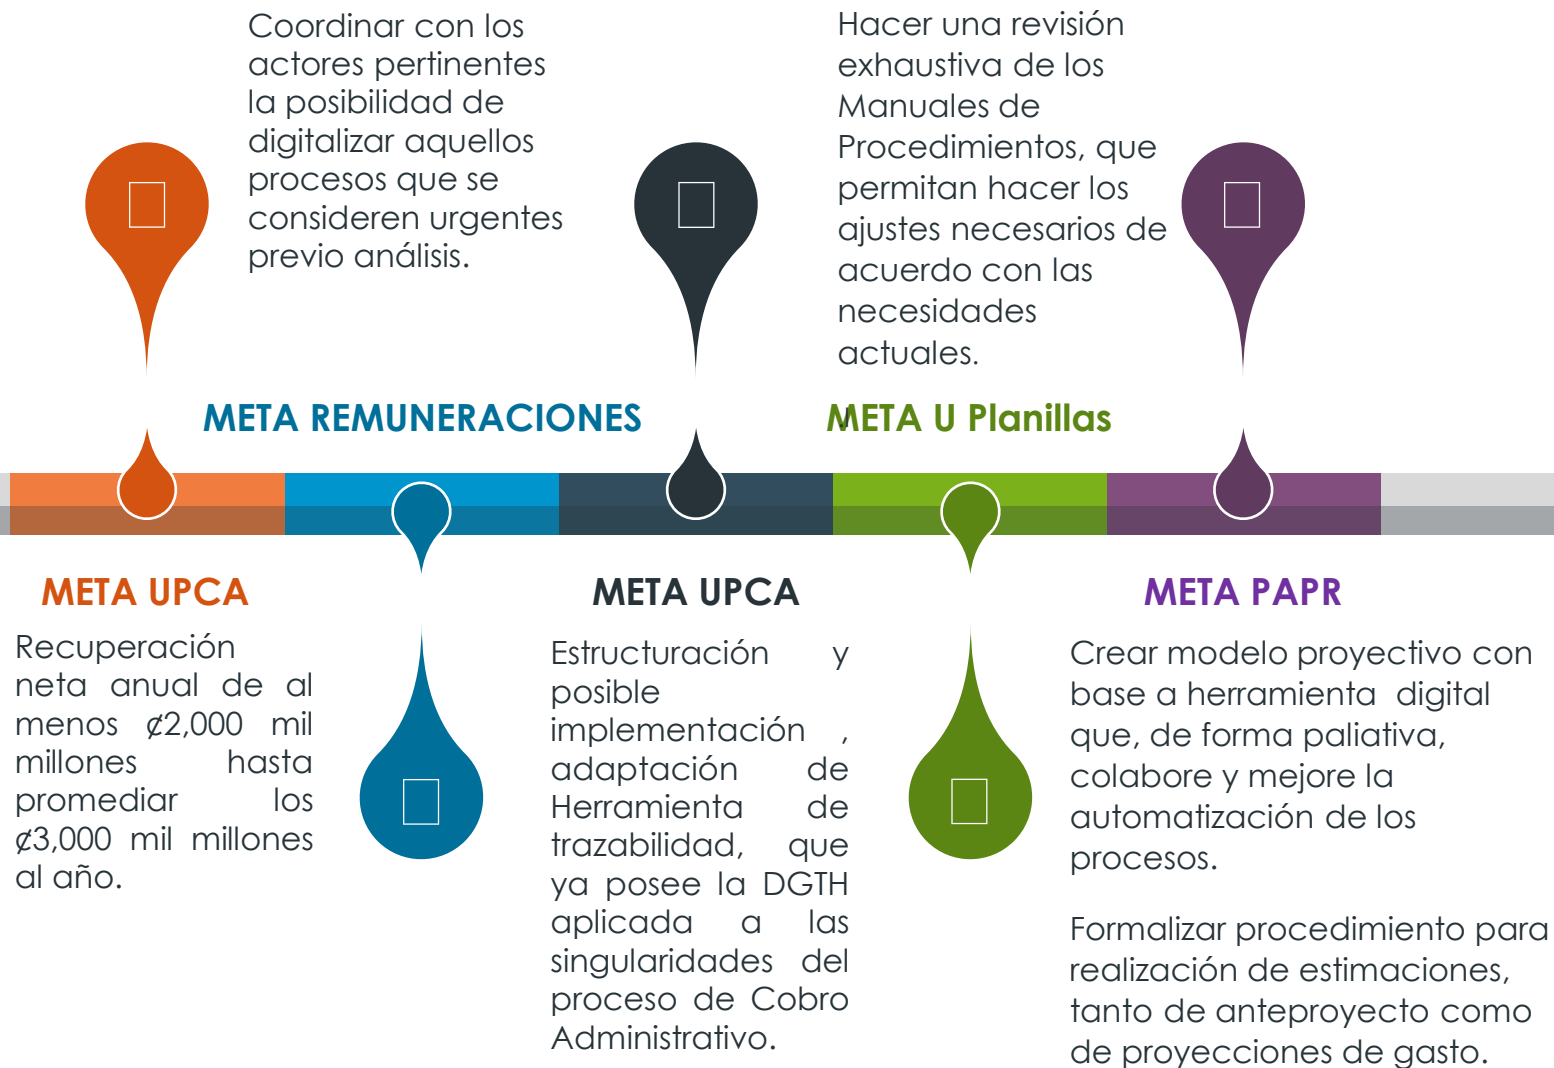 Coordinar con los
actores pertinentes
la posibilidad de
digitalizar aquellos
procesos que se
consideren urgentes
previo análisis.
META REMUNERACIONES
Hacer una revisión
exhaustiva de los
Manuales de
Procedimientos, que
permitan hacer los
ajustes necesarios de
acuerdo con las
necesidades
actuales.
META U Planillas
META UPCA
Recuperación
neta anual de al
menos ₡2,000 mil
millones hasta
promediar los
₡3,000 mil millones
al año.
META UPCA
Estructuración y
posible
implementación ,
adaptación de
Herramienta de
trazabilidad, que
ya posee la DGTH
aplicada a las
singularidades del
proceso de Cobro
Administrativo.
META PAPR
Crear modelo proyectivo con
base a herramienta digital
que, de forma paliativa,
colabore y mejore la
automatización de los
procesos.
Formalizar procedimiento para
realización de estimaciones,
tanto de anteproyecto como
de proyecciones de gasto.